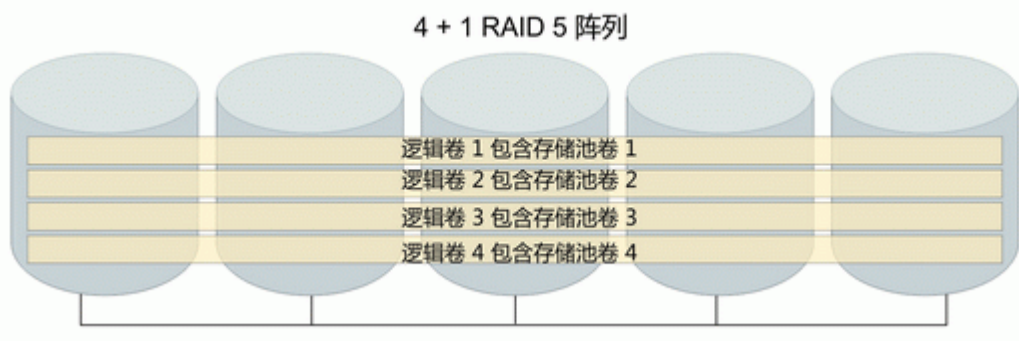 4 + 1 RAID 5 阵列
逻辑卷 1 包含存储池卷 1
逻辑卷 2 包含存储池卷 2
逻辑卷 3 包含存储池卷 3
逻辑卷 4 包含存储池卷 4